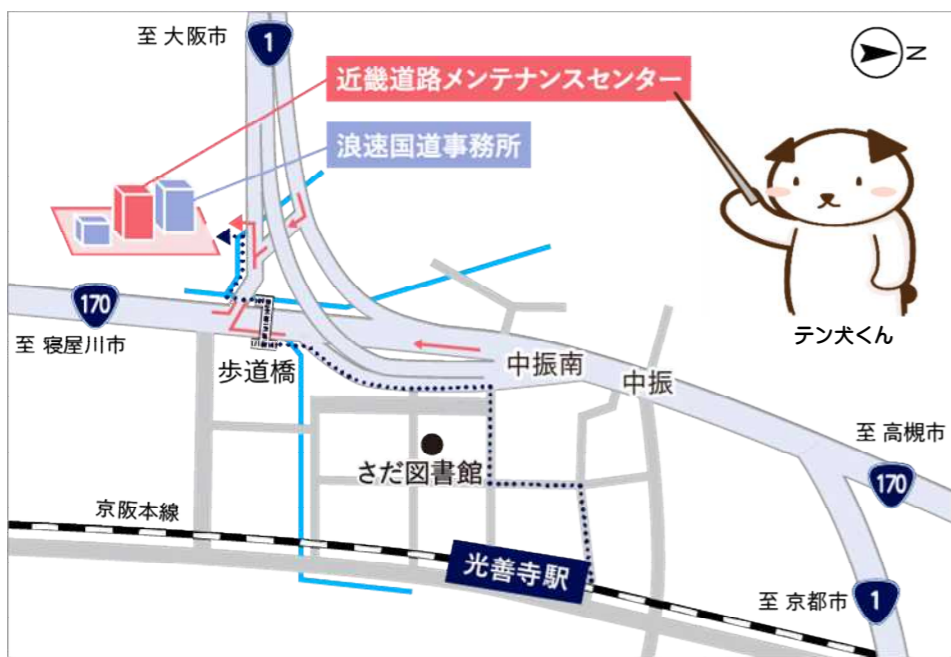 至 大阪市
1
N
近畿道路メンテナンスセンター
浪速国道事務所
テン犬くん
170
至 寝屋川市
歩道橋
中振南
中振
至 高槻市
170
さだ図書館
京阪本線
光善寺駅
至 京都市
1